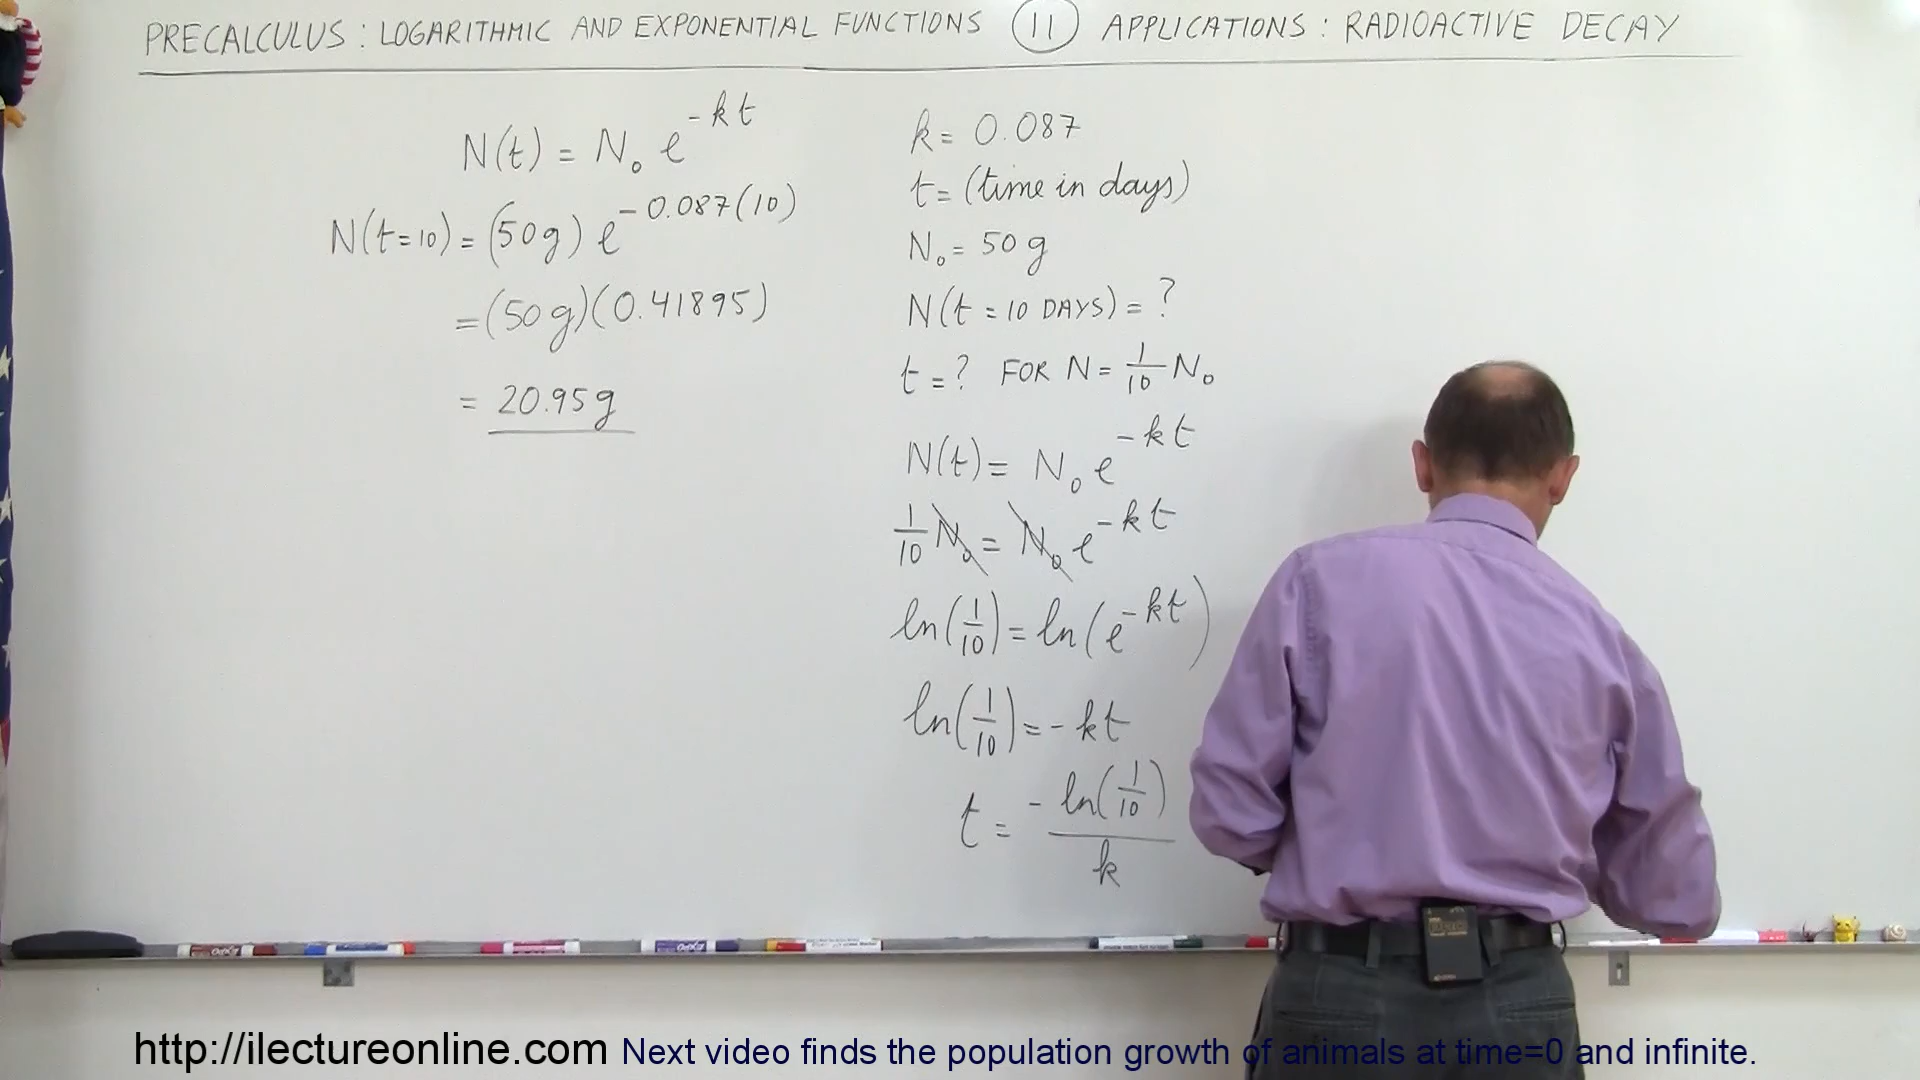 PRECALCULUS: LOGARITHMIC AND EXPONENTIAL FUNCTIONS (11) APPLICATIONS: RADIOACTIVE DECAY
N(t) = N₀ e^(-kt)
N(t=10) = (50g) e^(-0.087(10))
= (50g)(0.41895)
= 20.95g
k = 0.087
t = (time in days)
N₀ = 50 g
N(t = 10 DAYS) = ?
t = ? FOR N = 1/10 N₀
N(t) = N₀ e^(-kt)
1/10 N₀ = N₀ e^(-kt)
ln(1/10) = ln(e^(-kt))
ln(1/10) = -kt
t = -ln(1/10)/k
http://ilectureonline.com Next video finds the population growth of animals at time=0 and infinite.